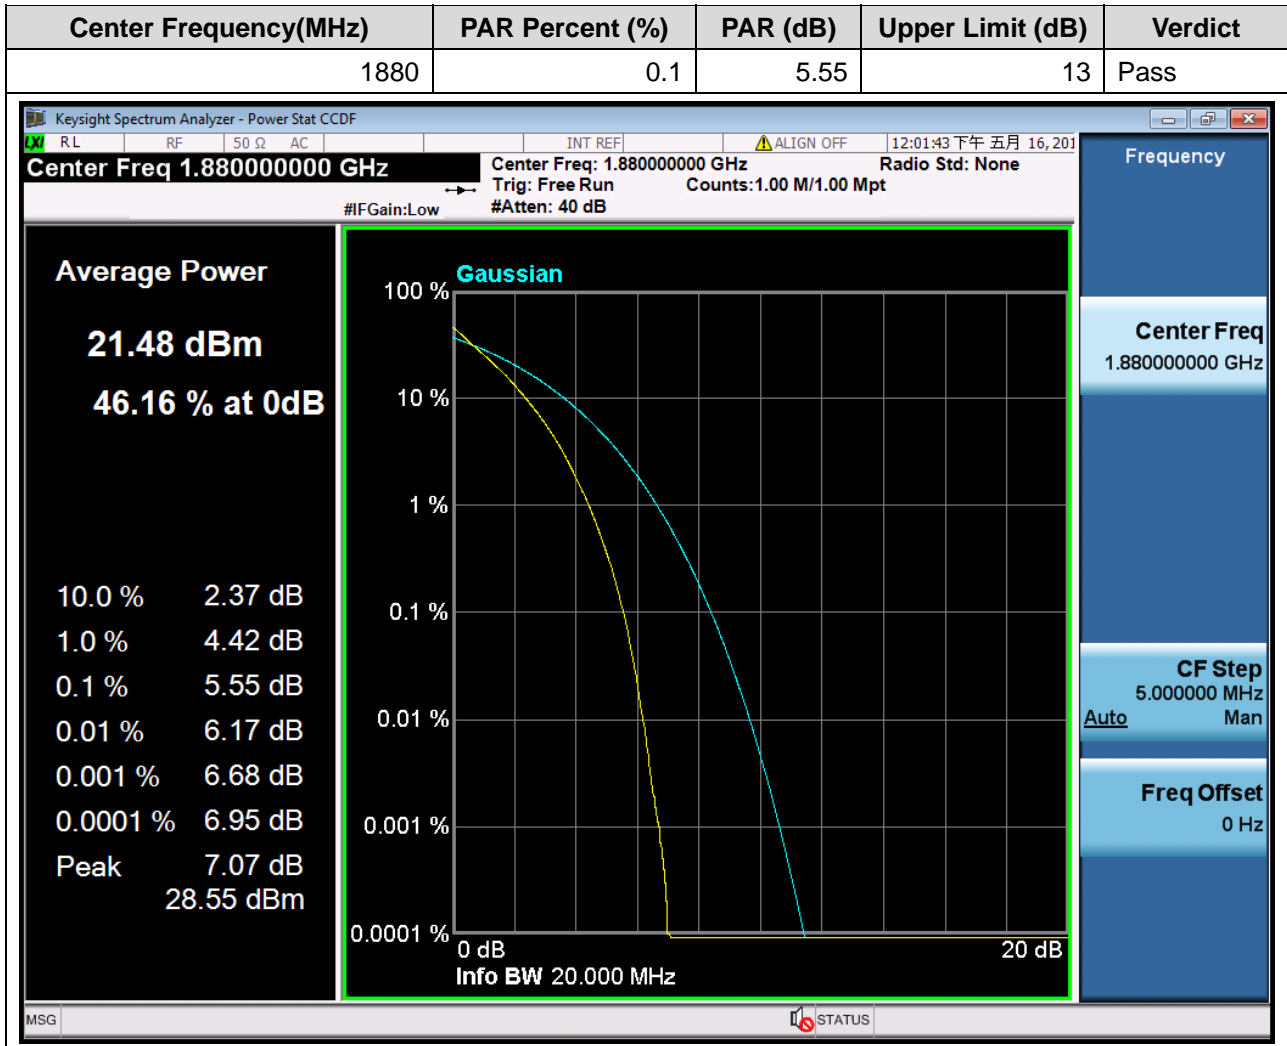 Center Frequency(MHz) PAR Percent (%) PAR (dB) Upper Limit (dB) Verdict
1880 0.1 5.55 13 Pass
Keysight Spectrum Analyzer - Power Stat CCDF
LXI RL RF 50 Ω AC INT REF ALIGN OFF 12:01:43 下午 五月 16, 201
Center Freq 1.880000000 GHz
Center Freq: 1.880000000 GHz Radio Std: None
Trig: Free Run Counts:1.00 M/1.00 Mpt
#IFGain:Low #Atten: 40 dB
Average Power
21.48 dBm
46.16 % at 0dB
10.0 % 2.37 dB
1.0 % 4.42 dB
0.1 % 5.55 dB
0.01 % 6.17 dB
0.001 % 6.68 dB
0.0001 % 6.95 dB
Peak 7.07 dB
28.55 dBm
Gaussian
100 %
10 %
1 %
0.1 %
0.01 %
0.001 %
0.0001 %
0 dB 20 dB
Info BW 20.000 MHz
Frequency
Center Freq
1.880000000 GHz
CF Step
5.000000 MHz
Auto Man
Freq Offset
0 Hz
MSG STATUS